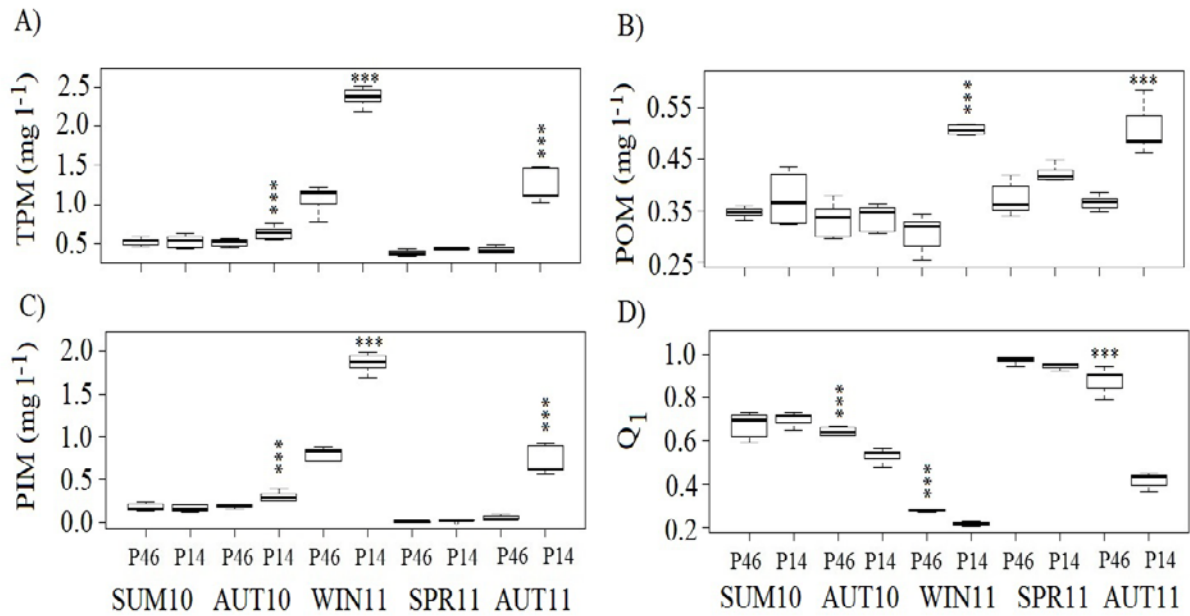 A)
TPM (mg l⁻¹)
2.5
2.0
1.5
1.0
0.5
***
***
***
B)
POM (mg l⁻¹)
0.55
0.45
0.35
0.25
***
***
C)
PIM (mg l⁻¹)
2.0
1.5
1.0
0.5
0.0
***
***
***
P46 P14 P46 P14 P46 P14 P46 P14 P46 P14
SUM10 AUT10 WIN11 SPR11 AUT11
D)
Q₁
1.0
0.8
0.6
0.4
0.2
***
***
***
P46 P14 P46 P14 P46 P14 P46 P14 P46 P14
SUM10 AUT10 WIN11 SPR11 AUT11